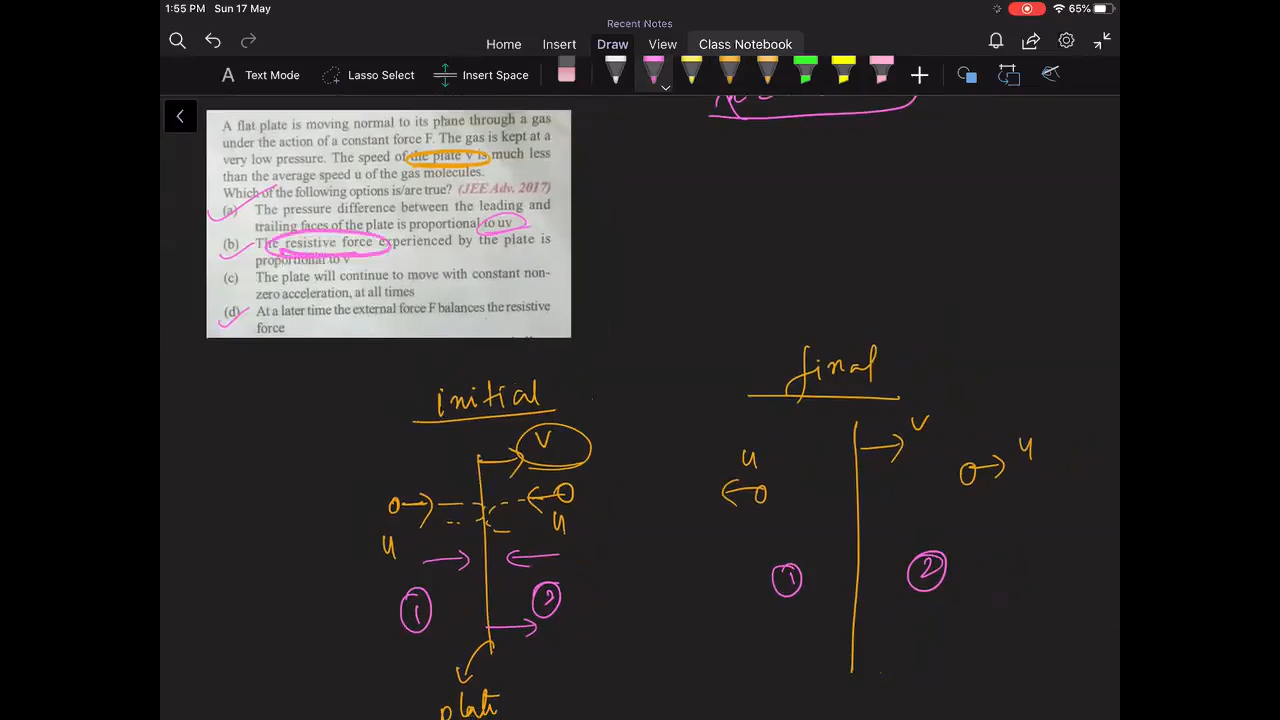 1:55 PM Sun 17 May
65%
Recent Notes
Home Insert Draw View Class Notebook
Text Mode Lasso Select Insert Space
A flat plate is moving normal to its plane through a gas
under the action of a constant force F. The gas is kept at a
very low pressure. The speed of the plate v is much less
than the average speed u of the gas molecules.
Which of the following options is/are true? (JEE Adv. 2017)
(a) The pressure difference between the leading and
trailing faces of the plate is proportional to uv
(b) The resistive force experienced by the plate is
proportional to v
(c) The plate will continue to move with constant non-
zero acceleration, at all times
(d) At a later time the external force F balances the resistive
force
initial
final
v
v
u
u
u
u
1
2
1
2
plate